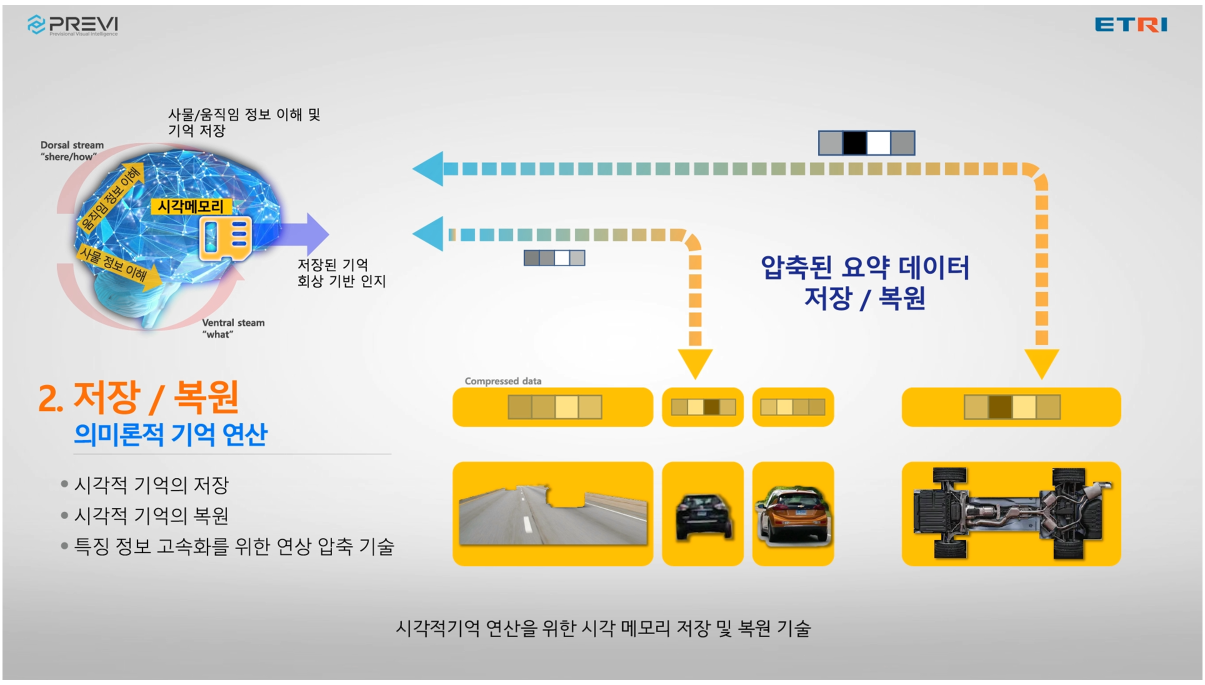 PREVI
Previsional Visual Intelligence
ETRI
사물/움직임 정보 이해 및
기억 저장
Dorsal stream
“shere/how”
움직임 정보 이해
시각메모리
사물 정보 이해
저장된 기억
회상 기반 인지
Ventral steam
“what”
압축된 요약 데이터
저장 / 복원
2. 저장 / 복원
의미론적 기억 연산
• 시각적 기억의 저장
• 시각적 기억의 복원
• 특징 정보 고속화를 위한 연상 압축 기술
Compressed data
시각적기억 연산을 위한 시각 메모리 저장 및 복원 기술